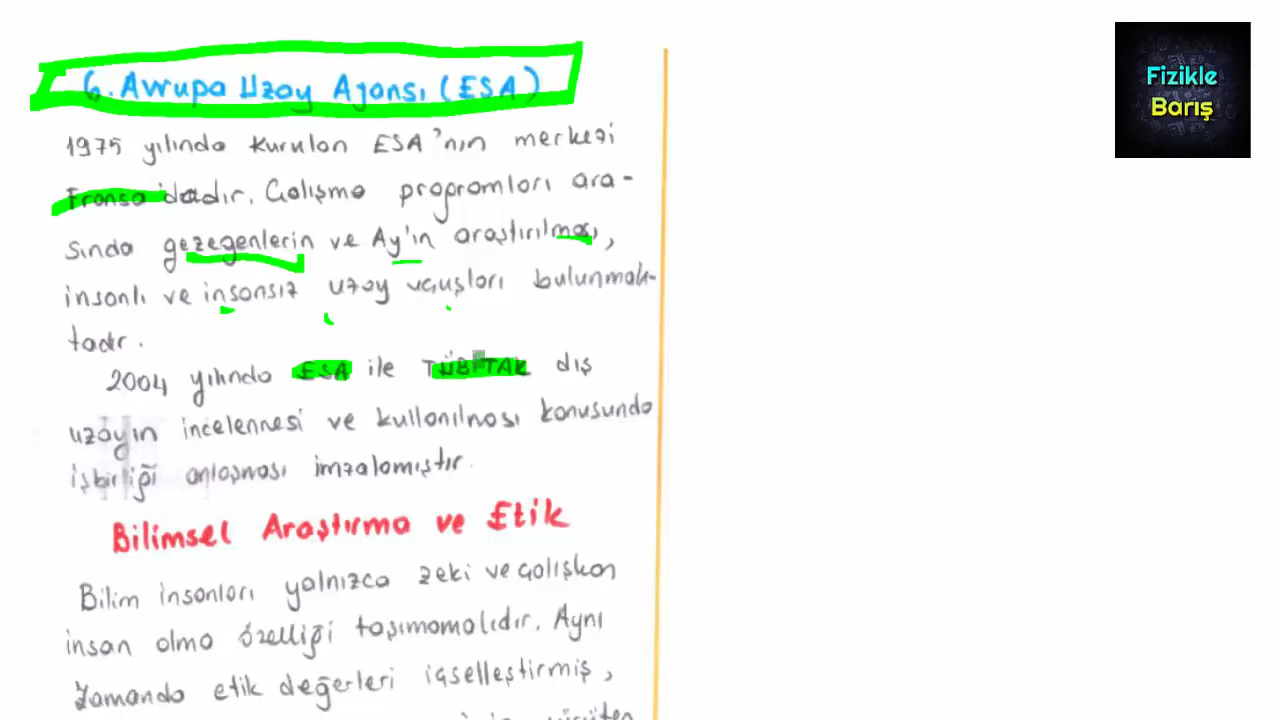 6. Avrupa Uzay Ajansı (ESA)
1975 yılında kurulan ESA'nın merkezi
Fransa'dadır. Çalışma programları ara-
sında gezegenlerin ve Ay'ın araştırılması,
insanlı ve insansız uzay uçuşları bulunmak-
tadır.
2004 yılında ESA ile TÜBİTAK dış
uzayın incelenmesi ve kullanılması konusunda
işbirliği anlaşması imzalamıştır.
Bilimsel Araştırma ve Etik
Bilim insanları yalnızca zeki ve çalışkan
insan olma özelliği taşımamalıdır. Aynı
zamanda etik değerleri içselleştirmiş,
Fizikle
Barış